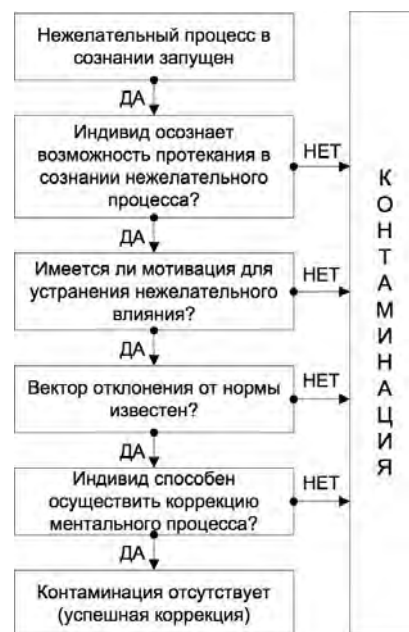 Нежелательный процесс в
сознании запущен
ДА
Индивид осознает
возможность протекания в
сознании нежелательного
процесса?
НЕТ
ДА
Имеется ли мотивация для
устранения нежелательного
влияния?
НЕТ
ДА
Вектор отклонения от нормы
известен?
НЕТ
ДА
Индивид способен
осуществить коррекцию
ментального процесса?
НЕТ
ДА
Контаминация отсутствует
(успешная коррекция)
К
О
Н
Т
А
М
И
Н
А
Ц
И
Я